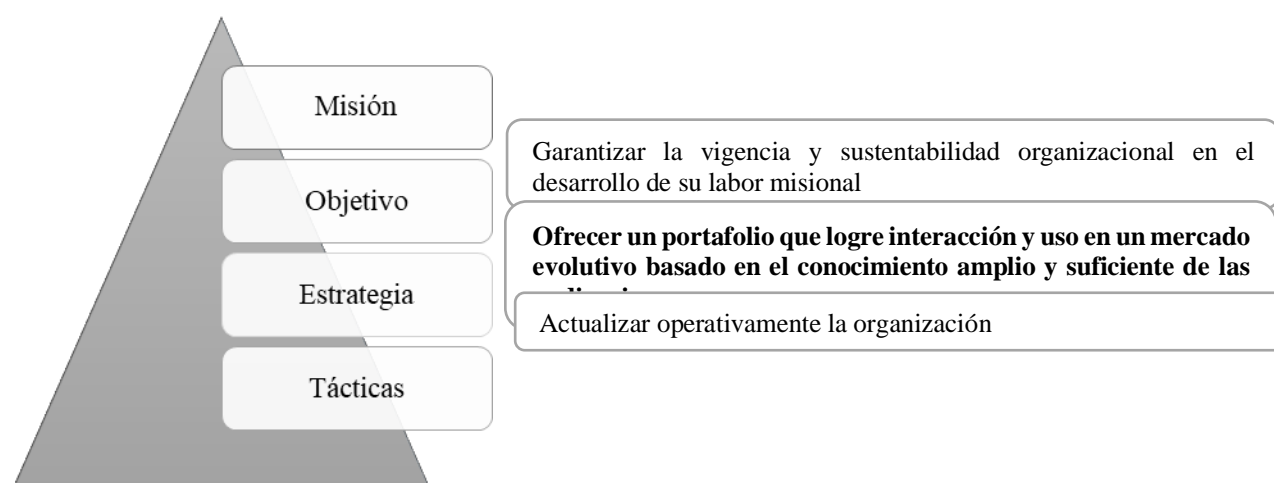 Misión
Objetivo
Estrategia
Tácticas
Garantizar la vigencia y sustentabilidad organizacional en el
desarrollo de su labor misional
Ofrecer un portafolio que logre interacción y uso en un mercado
evolutivo basado en el conocimiento amplio y suficiente de las
Actualizar operativamente la organización